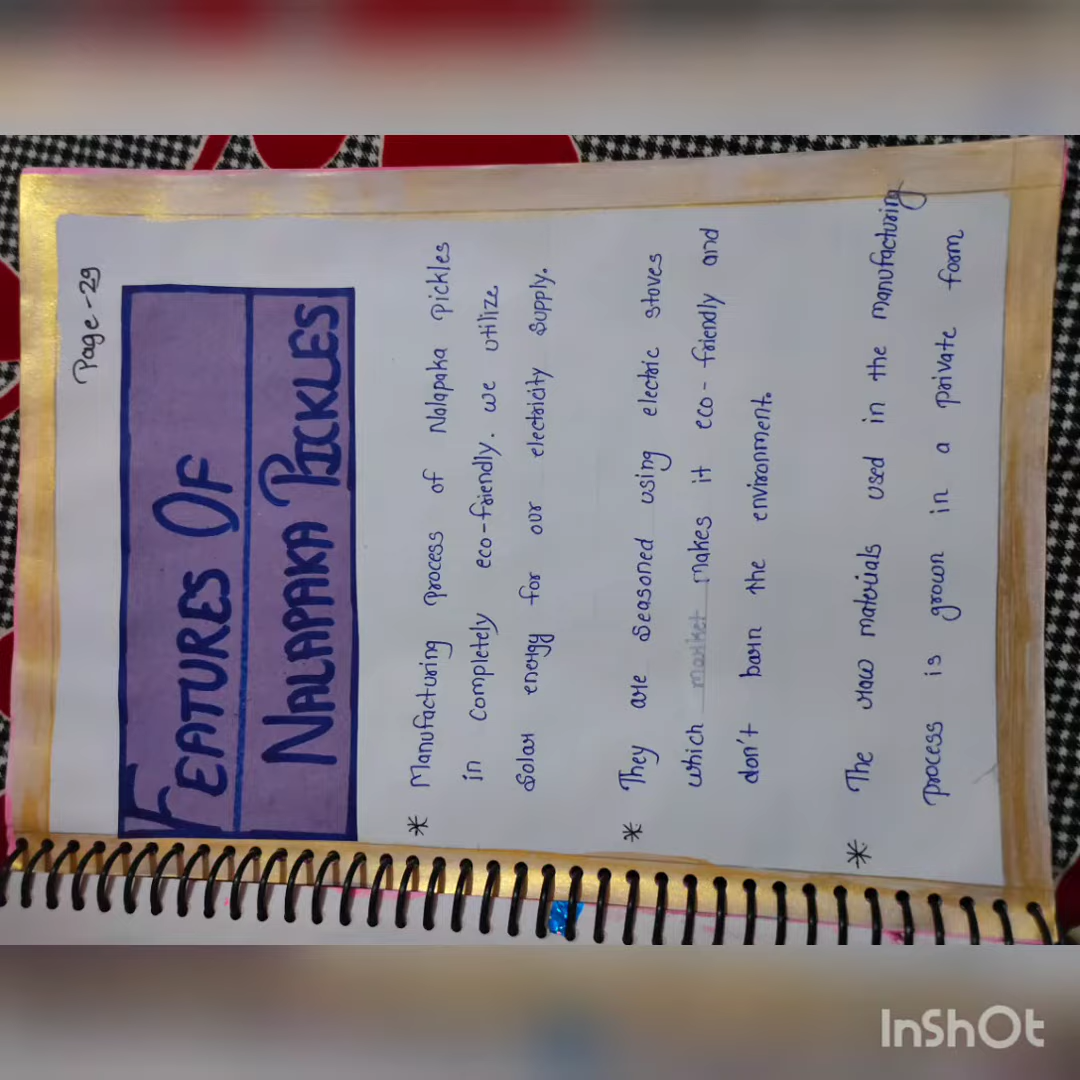 Page - 29
FEATURES OF
NALAPAKA PICKLES
* Manufacturing process of Nalapaka pickles
in completely eco-friendly. we utilize
Solar energy for our electricity supply.
* They are seasoned using electric stoves
which market makes it eco-friendly and
don't barn the environment.
* The raw materials used in the manufacturing
process is grown in a private form
InShOt